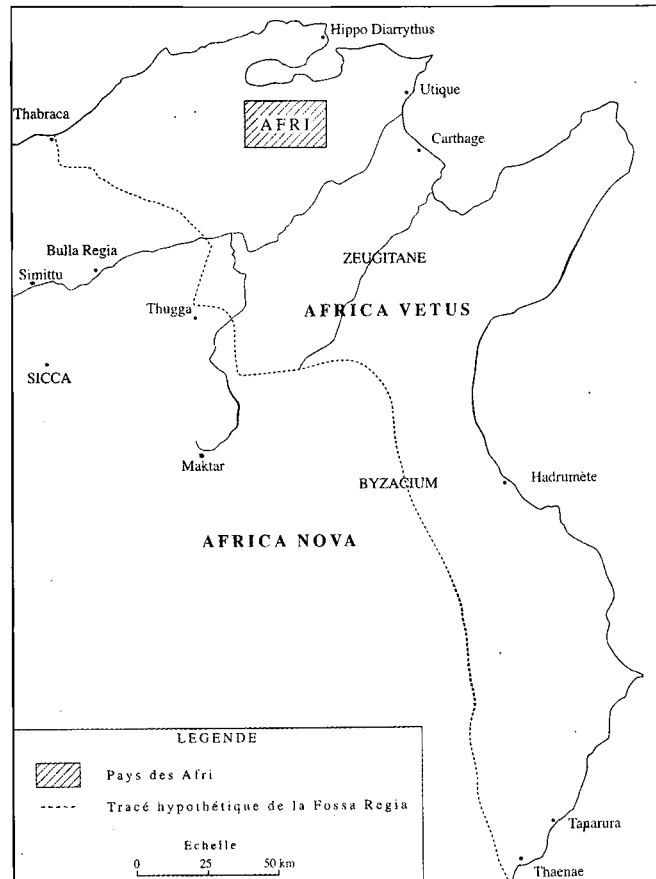 Hippo Diarrythus
Utique
Thabraca
AFRI
Carthage
Bulla Regia
ZEUGITANE
Simittu
Thugga
AFRICA VETUS
SICCA
Maktar
BYZACIUM
Hadrumète
AFRICA NOVA
LEGENDE
Pays des Afri
Tracé hypothétique de la Fossa Regia
Echelle
0 25 50 km
Taparura
Thaenae